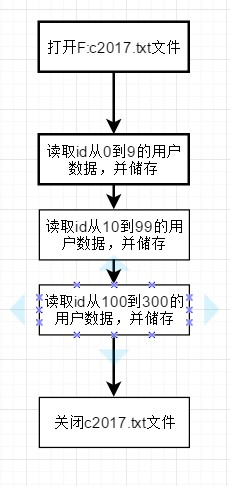 打开F:c2017.txt文件
读取id从0到9的用户
数据，并储存
读取id从10到99的用
户数据，并储存
读取id从100到300的
用户数据，并储存
关闭c2017.txt文件